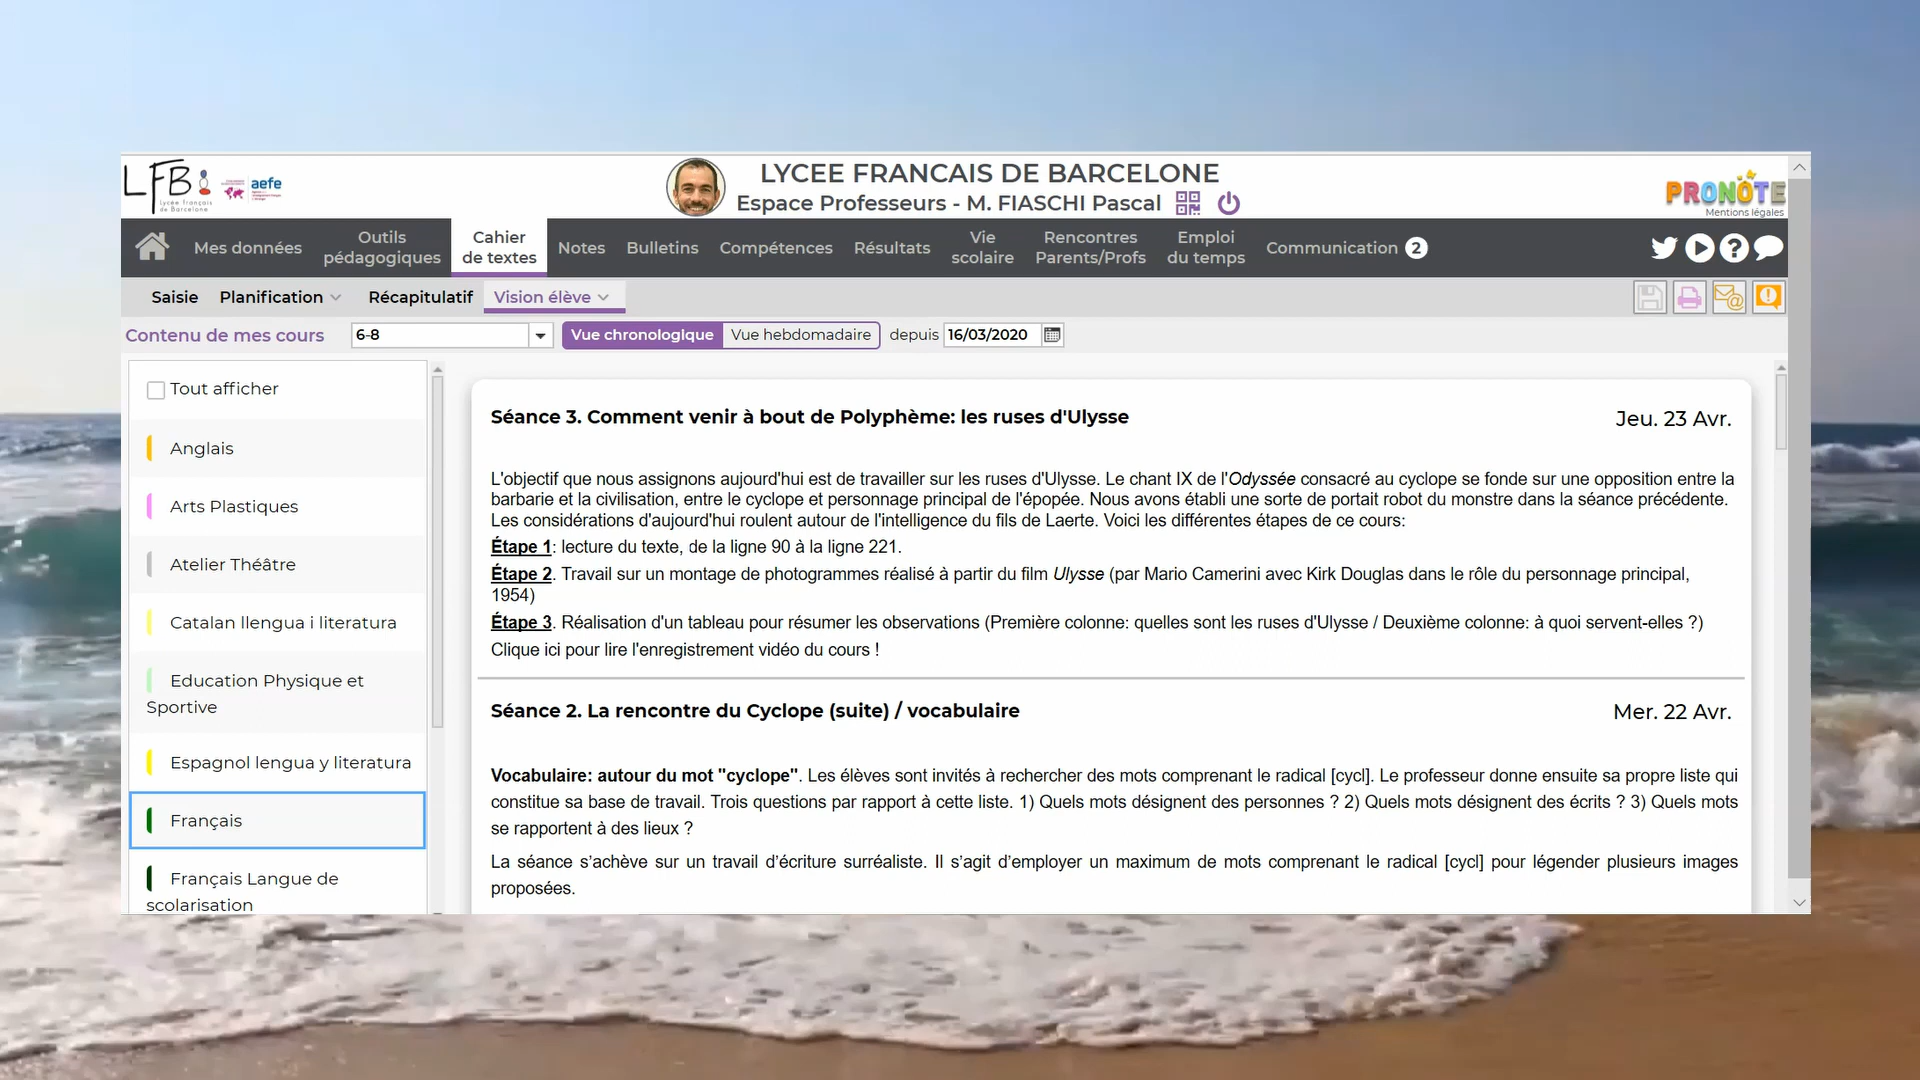 LFB
Lycée français
de Barcelone
aefe
LYCEE FRANCAIS DE BARCELONE
Espace Professeurs - M. FIASCHI Pascal
PRONOTE
Mentions légales
Mes données
Outils pédagogiques
Cahier de textes
Notes
Bulletins
Compétences
Résultats
Vie scolaire
Rencontres Parents/Profs
Emploi du temps
Communication 2
Saisie
Planification
Récapitulatif
Vision élève
Contenu de mes cours
6-8
Vue chronologique
Vue hebdomadaire
depuis 16/03/2020
Tout afficher
Anglais
Arts Plastiques
Atelier Théâtre
Catalan llengua i literatura
Education Physique et
Sportive
Espagnol lengua y literatura
Français
Français Langue de
scolarisation
Séance 3. Comment venir à bout de Polyphème: les ruses d'Ulysse
Jeu. 23 Avr.
L'objectif que nous assignons aujourd'hui est de travailler sur les ruses d'Ulysse. Le chant IX de l'Odyssée consacré au cyclope se fonde sur une opposition entre la
barbarie et la civilisation, entre le cyclope et personnage principal de l'épopée. Nous avons établi une sorte de portait robot du monstre dans la séance précédente.
Les considérations d'aujourd'hui roulent autour de l'intelligence du fils de Laerte. Voici les différentes étapes de ce cours:
Étape 1: lecture du texte, de la ligne 90 à la ligne 221.
Étape 2. Travail sur un montage de photogrammes réalisé à partir du film Ulysse (par Mario Camerini avec Kirk Douglas dans le rôle du personnage principal,
1954)
Étape 3. Réalisation d'un tableau pour résumer les observations (Première colonne: quelles sont les ruses d'Ulysse / Deuxième colonne: à quoi servent-elles ?)
Clique ici pour lire l'enregistrement vidéo du cours !
Séance 2. La rencontre du Cyclope (suite) / vocabulaire
Mer. 22 Avr.
Vocabulaire: autour du mot "cyclope". Les élèves sont invités à rechercher des mots comprenant le radical [cycl]. Le professeur donne ensuite sa propre liste qui
constitue sa base de travail. Trois questions par rapport à cette liste. 1) Quels mots désignent des personnes ? 2) Quels mots désignent des écrits ? 3) Quels mots
se rapportent à des lieux ?
La séance s'achève sur un travail d'écriture surréaliste. Il s'agit d'employer un maximum de mots comprenant le radical [cycl] pour légender plusieurs images
proposées.